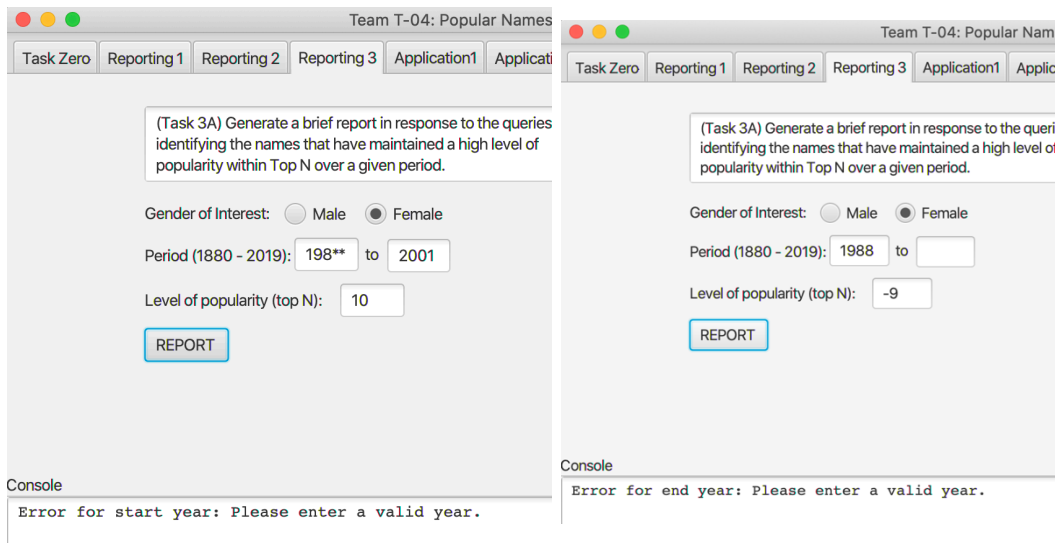 Team T-04: Popular Names
Task Zero Reporting 1 Reporting 2 Reporting 3 Application1 Applicati
(Task 3A) Generate a brief report in response to the queries
identifying the names that have maintained a high level of
popularity within Top N over a given period.
Gender of Interest: Male Female
Period (1880 - 2019): 198** to 2001
Level of popularity (top N): 10
REPORT
Console
Error for start year: Please enter a valid year.
Team T-04: Popular Nam
Task Zero Reporting 1 Reporting 2 Reporting 3 Application1 Applic
(Task 3A) Generate a brief report in response to the queri
identifying the names that have maintained a high level of
popularity within Top N over a given period.
Gender of Interest: Male Female
Period (1880 - 2019): 1988 to
Level of popularity (top N): -9
REPORT
Console
Error for end year: Please enter a valid year.